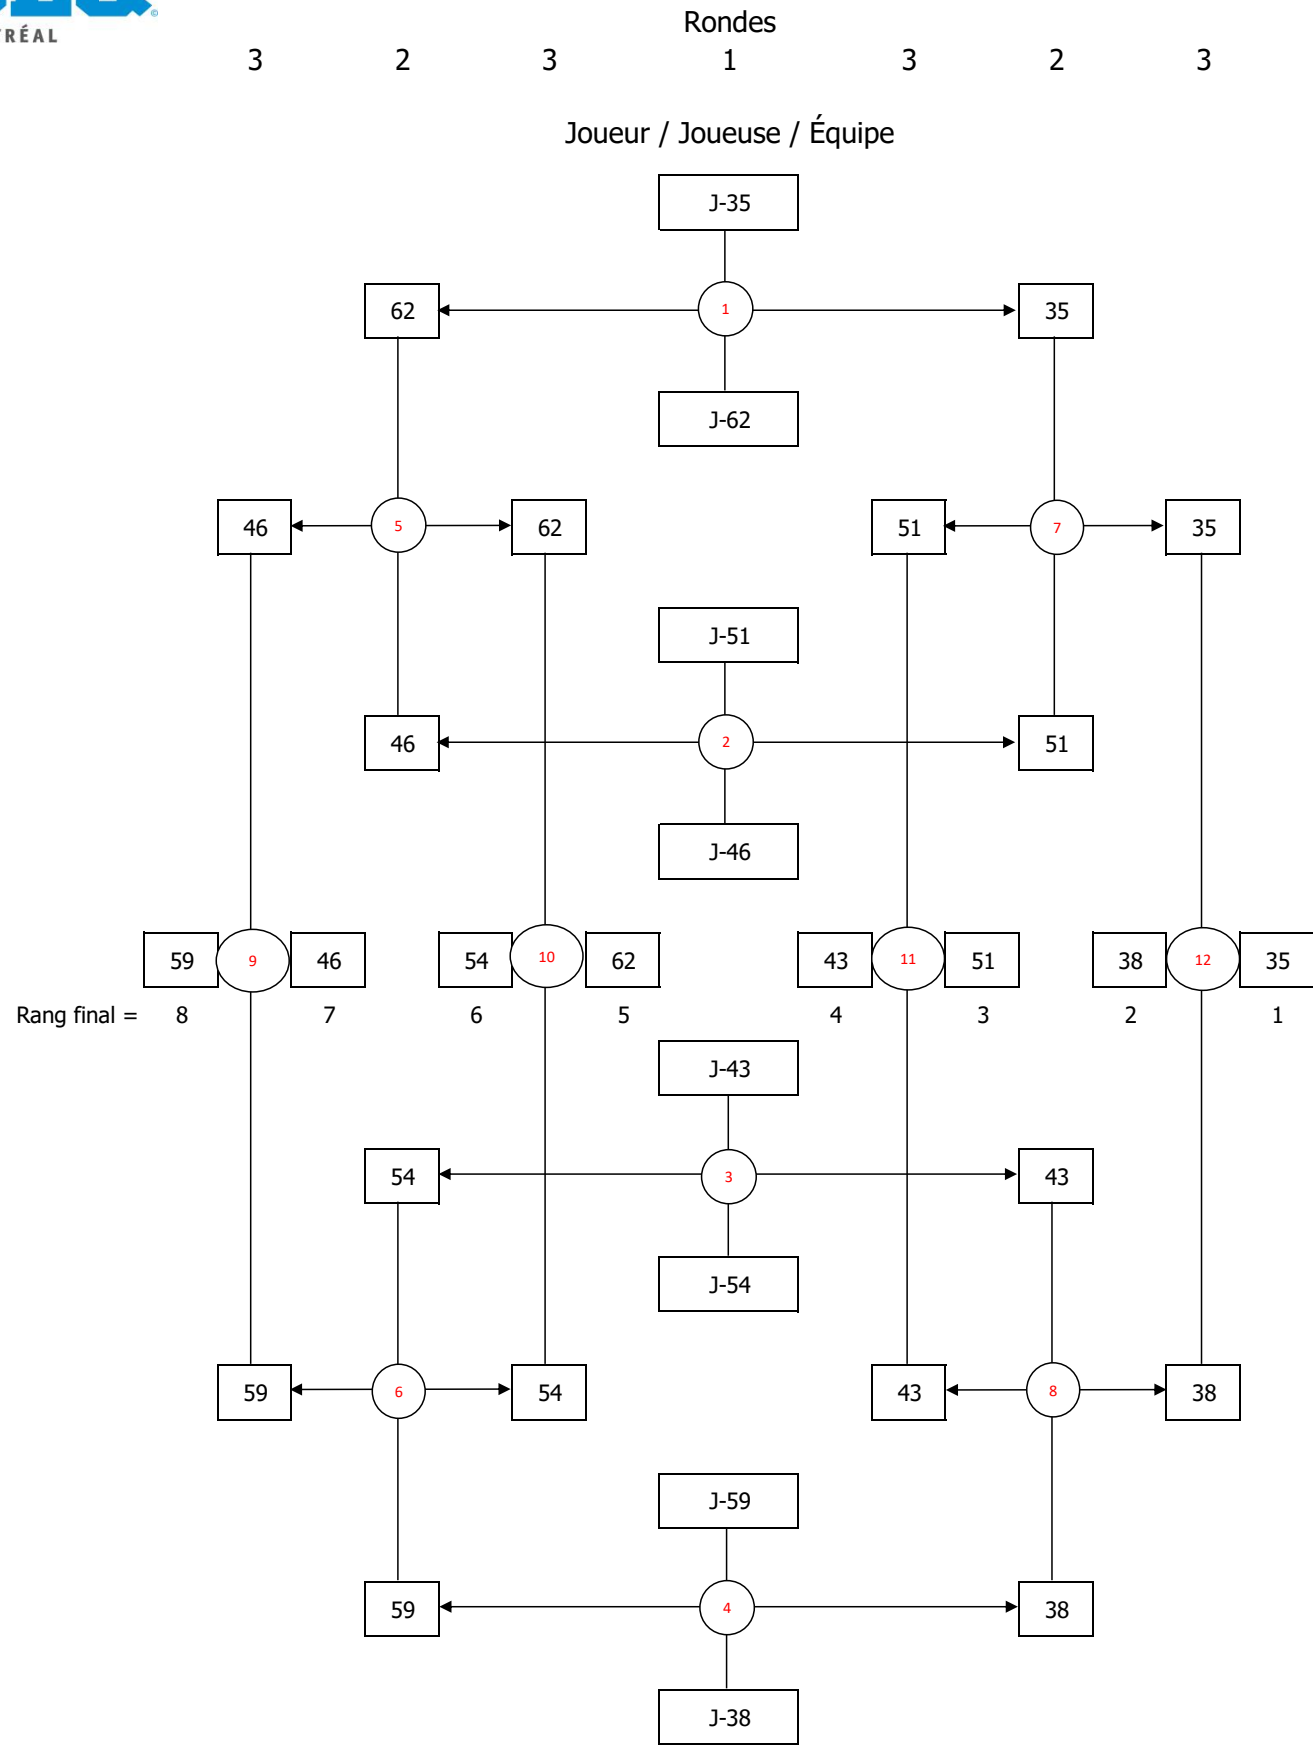 RÉAL
Rondes
3 2 3 1 3 2 3
Joueur / Joueuse / Équipe
J-35
62 1 35
J-62
46 5 62 51 7 35
J-51
46 2 51
J-46
59 9 46 54 10 62 43 11 51 38 12 35
Rang final = 8 7 6 5 4 3 2 1
J-43
54 3 43
J-54
59 6 54 43 8 38
J-59
59 4 38
J-38